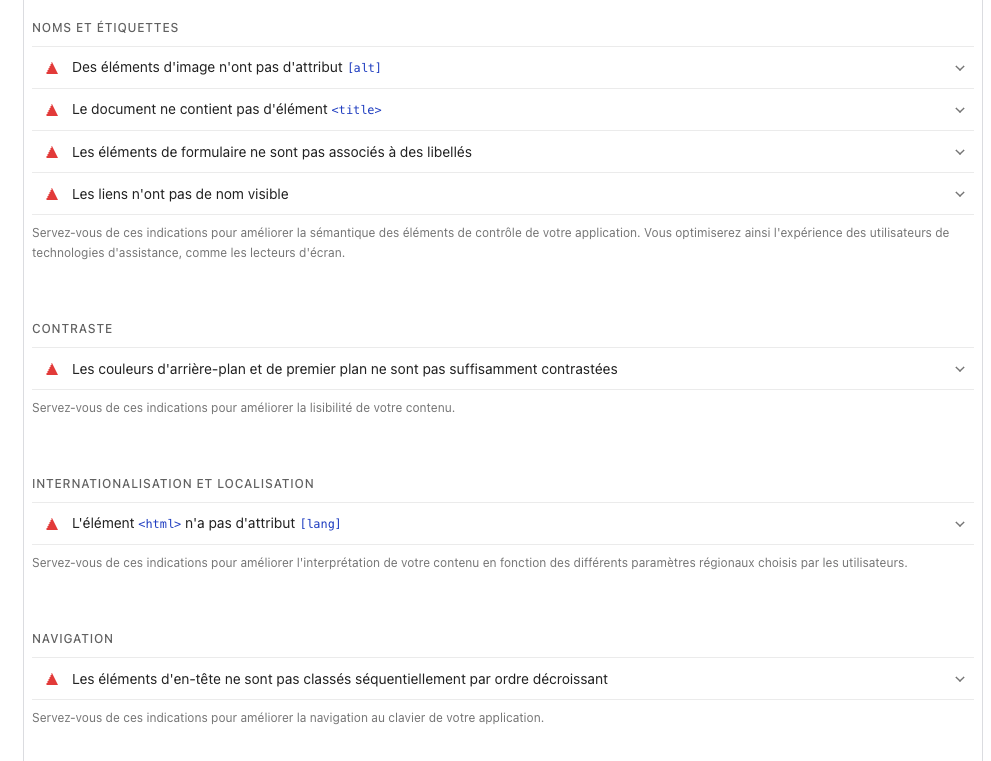 NOMS ET ÉTIQUETTES
Des éléments d'image n'ont pas d'attribut [alt]
Le document ne contient pas d'élément <title>
Les éléments de formulaire ne sont pas associés à des libellés
Les liens n'ont pas de nom visible
Servez-vous de ces indications pour améliorer la sémantique des éléments de contrôle de votre application. Vous optimiserez ainsi l'expérience des utilisateurs de
technologies d'assistance, comme les lecteurs d'écran.
CONTRASTE
Les couleurs d'arrière-plan et de premier plan ne sont pas suffisamment contrastées
Servez-vous de ces indications pour améliorer la lisibilité de votre contenu.
INTERNATIONALISATION ET LOCALISATION
L'élément <html> n'a pas d'attribut [lang]
Servez-vous de ces indications pour améliorer l'interprétation de votre contenu en fonction des différents paramètres régionaux choisis par les utilisateurs.
NAVIGATION
Les éléments d'en-tête ne sont pas classés séquentiellement par ordre décroissant
Servez-vous de ces indications pour améliorer la navigation au clavier de votre application.